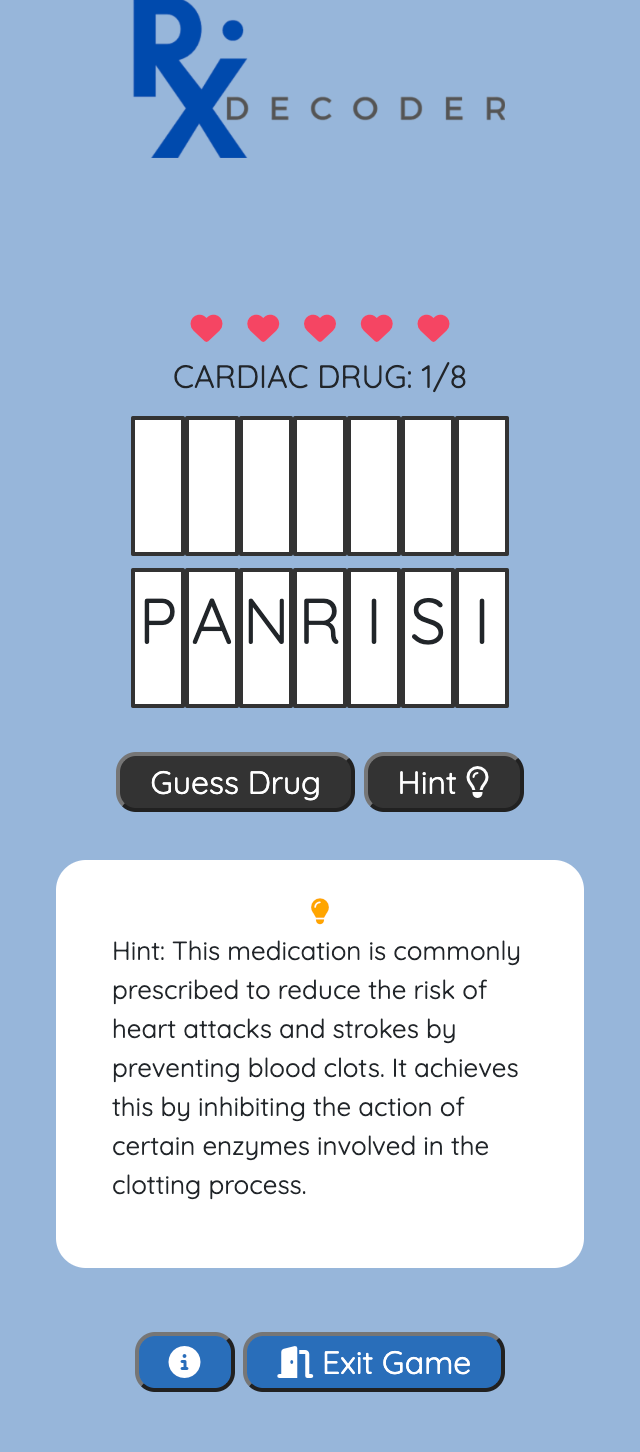 Rx
DECODER
CARDIAC DRUG: 1/8
PANRISI
Guess Drug Hint
Hint: This medication is commonly
prescribed to reduce the risk of
heart attacks and strokes by
preventing blood clots. It achieves
this by inhibiting the action of
certain enzymes involved in the
clotting process.
Exit Game